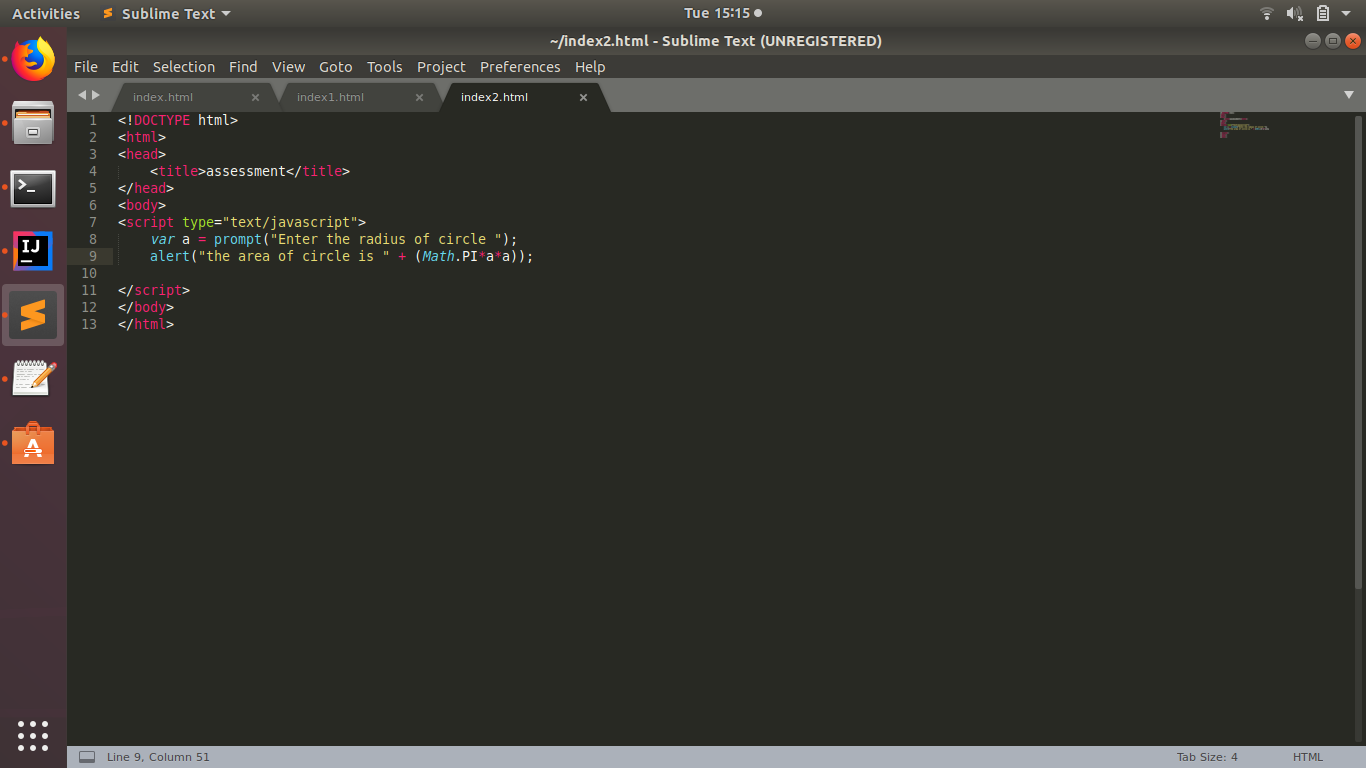 Activities Sublime Text Tue 15:15
~/index2.html - Sublime Text (UNREGISTERED)
File Edit Selection Find View Goto Tools Project Preferences Help
index.html index1.html index2.html
1 <!DOCTYPE html>
2 <html>
3 <head>
4 <title>assessment</title>
5 </head>
6 <body>
7 <script type="text/javascript">
8 var a = prompt("Enter the radius of circle ");
9 alert("the area of circle is " + (Math.PI*a*a));
10
11 </script>
12 </body>
13 </html>
IJ
Line 9, Column 51 Tab Size: 4 HTML